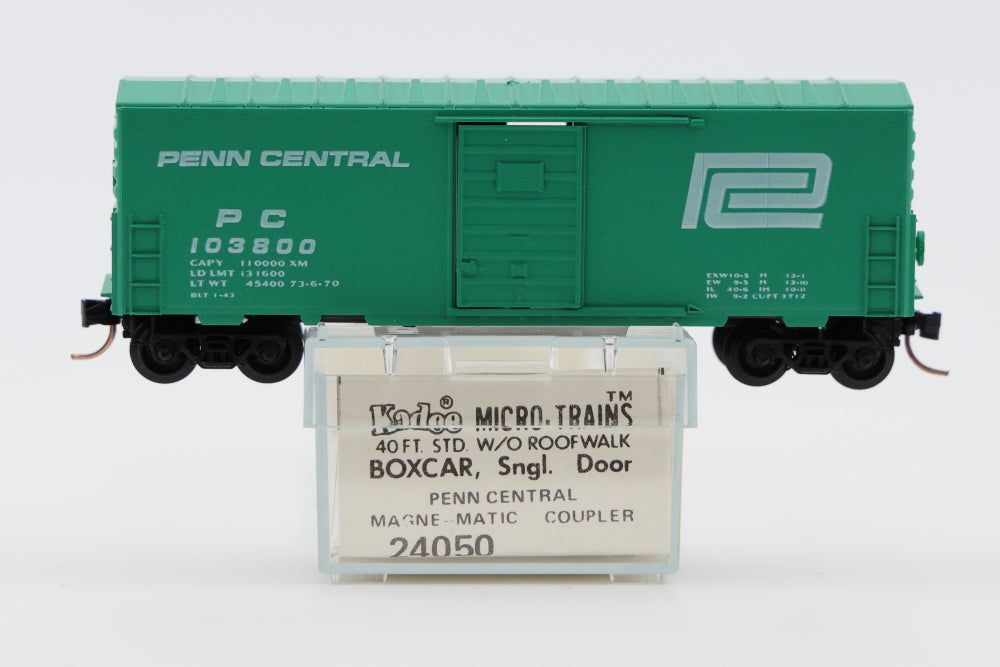 PENN CENTRAL
P C
103800
CAPY 110000 XM
LD LMT 131600
LT WT 45400 73-6-70
BLT 1-43
EXW 10-5 H 12-1
EW 9-5 H 12-10
IL 40-6 IH 10-0
IW 9-2 CUFT 3712
Kadee® MICRO-TRAINS™
40 FT. STD. W/O ROOFWALK
BOXCAR, Sngl. Door
PENN CENTRAL
MAGNE-MATIC COUPLER
24050